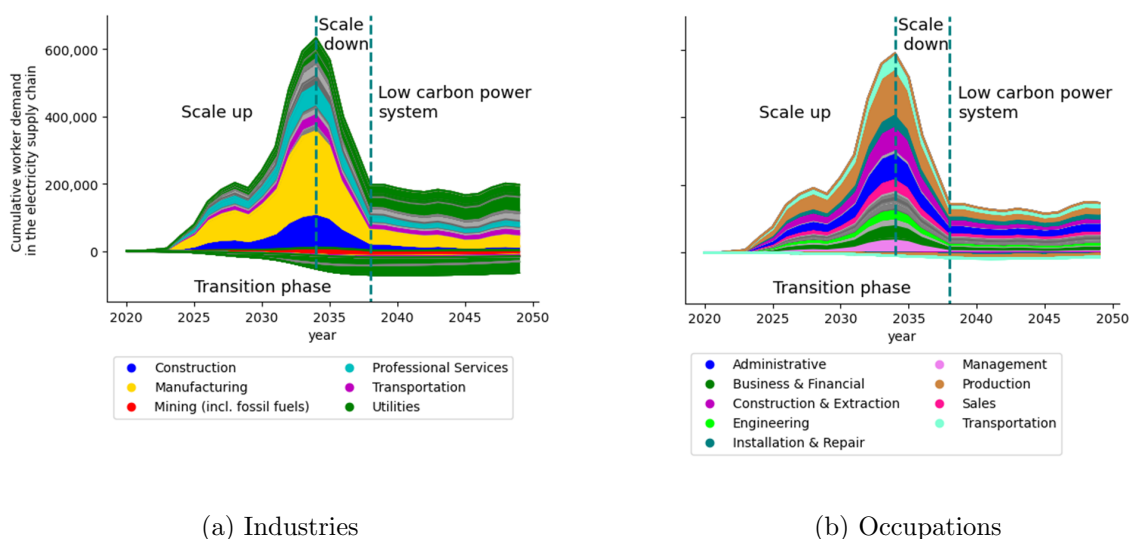 Cumulative worker demand
in the electricity supply chain
600,000
400,000
200,000
0
Scale
down
Scale up
Low carbon power
system
Transition phase
2020 2025 2030 2035 2040 2045 2050
year
Construction
Manufacturing
Mining (incl. fossil fuels)
Professional Services
Transportation
Utilities
(a) Industries
Scale
down
Scale up
Low carbon power
system
Transition phase
2020 2025 2030 2035 2040 2045 2050
year
Administrative
Business & Financial
Construction & Extraction
Engineering
Installation & Repair
Management
Production
Sales
Transportation
(b) Occupations